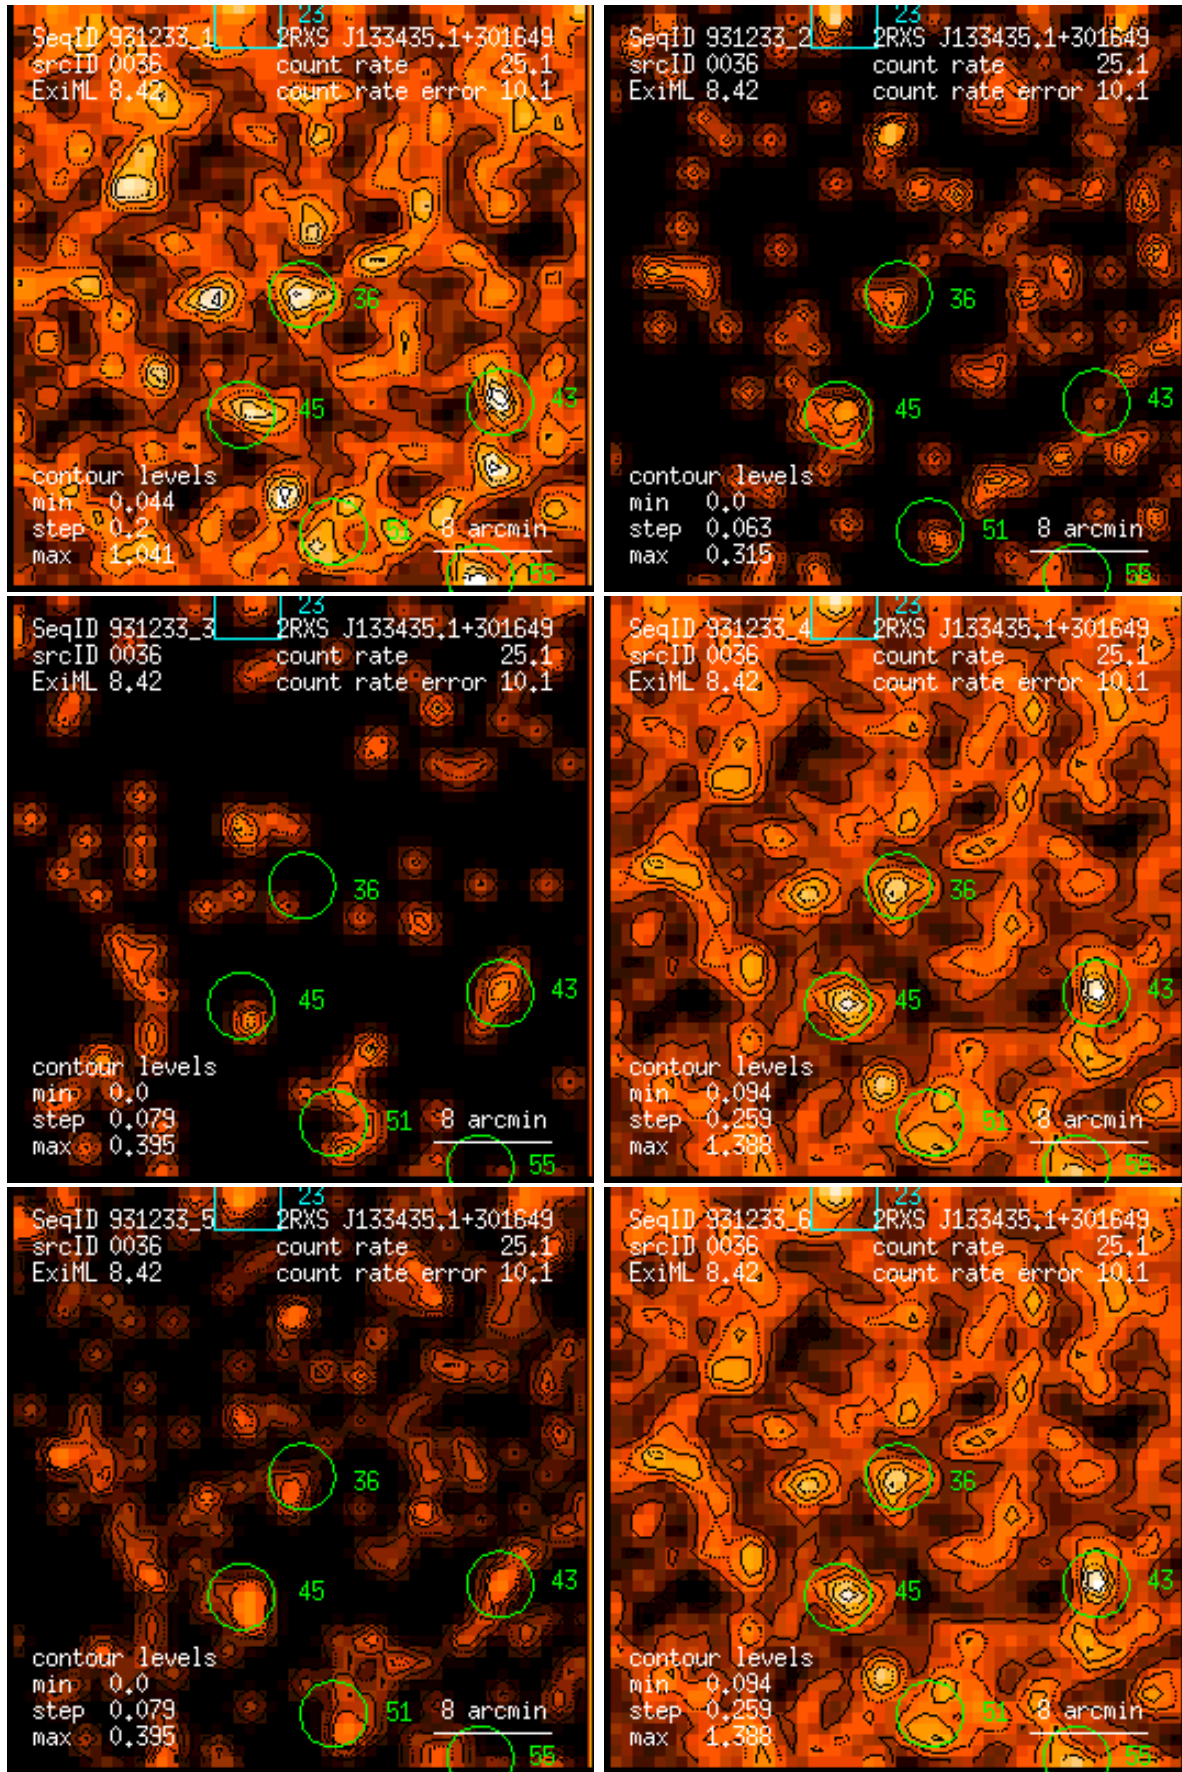 23
SeqID 931233_1 2RXS J133435.1+301649
srcID 0036 count rate 25.1
ExiML 8.42 count rate error 10.1
36
45
43
contour levels
min 0.044
step 0.2
max 1.041
51
8 arcmin
55
23
SeqID 931233_2 2RXS J133435.1+301649
srcID 0036 count rate 25.1
ExiML 8.42 count rate error 10.1
36
45
43
contour levels
min 0.0
step 0.063
max 0.315
51
8 arcmin
55
23
SeqID 931233_3 2RXS J133435.1+301649
srcID 0036 count rate 25.1
ExiML 8.42 count rate error 10.1
36
45
43
contour levels
min 0.0
step 0.079
max 0.395
51
8 arcmin
55
23
SeqID 931233_4 2RXS J133435.1+301649
srcID 0036 count rate 25.1
ExiML 8.42 count rate error 10.1
36
45
43
contour levels
min 0.094
step 0.259
max 1.388
51
8 arcmin
55
23
SeqID 931233_5 2RXS J133435.1+301649
srcID 0036 count rate 25.1
ExiML 8.42 count rate error 10.1
36
45
43
contour levels
min 0.0
step 0.079
max 0.395
51
8 arcmin
55
23
SeqID 931233_6 2RXS J133435.1+301649
srcID 0036 count rate 25.1
ExiML 8.42 count rate error 10.1
36
45
43
contour levels
min 0.094
step 0.259
max 1.388
51
8 arcmin
55